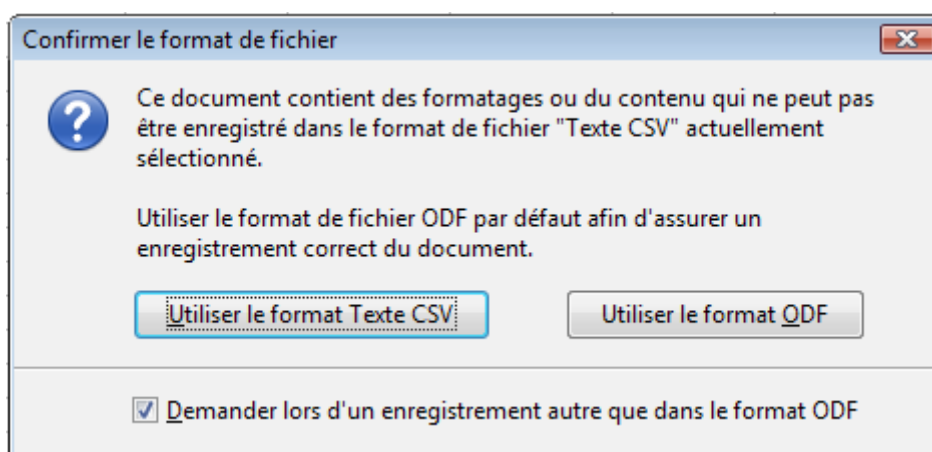 Confirmer le format de fichier
Ce document contient des formatages ou du contenu qui ne peut pas
être enregistré dans le format de fichier "Texte CSV" actuellement
sélectionné.
Utiliser le format de fichier ODF par défaut afin d'assurer un
enregistrement correct du document.
Utiliser le format Texte CSV
Utiliser le format ODF
Demander lors d'un enregistrement autre que dans le format ODF